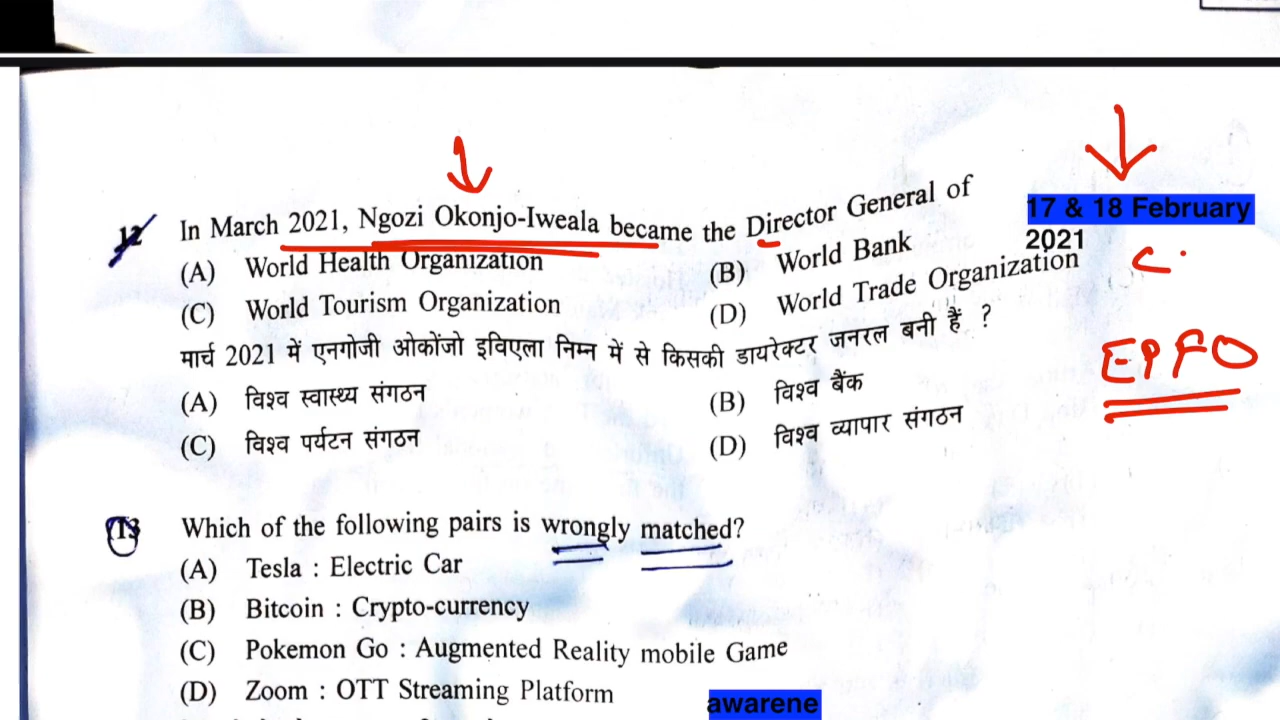 12 In March 2021, Ngozi Okonjo-Iweala became the Director General of
(A) World Health Organization (B) World Bank
(C) World Tourism Organization (D) World Trade Organization
मार्च 2021 में एनगोजी ओकोंजो इविएला निम्न में से किसकी डायरेक्टर जनरल बनी हैं ?
(A) विश्व स्वास्थ्य संगठन (B) विश्व बैंक
(C) विश्व पर्यटन संगठन (D) विश्व व्यापार संगठन
17 & 18 February
2021
C.
EPFO
13 Which of the following pairs is wrongly matched?
(A) Tesla : Electric Car
(B) Bitcoin : Crypto-currency
(C) Pokemon Go : Augmented Reality mobile Game
(D) Zoom : OTT Streaming Platform
awarene